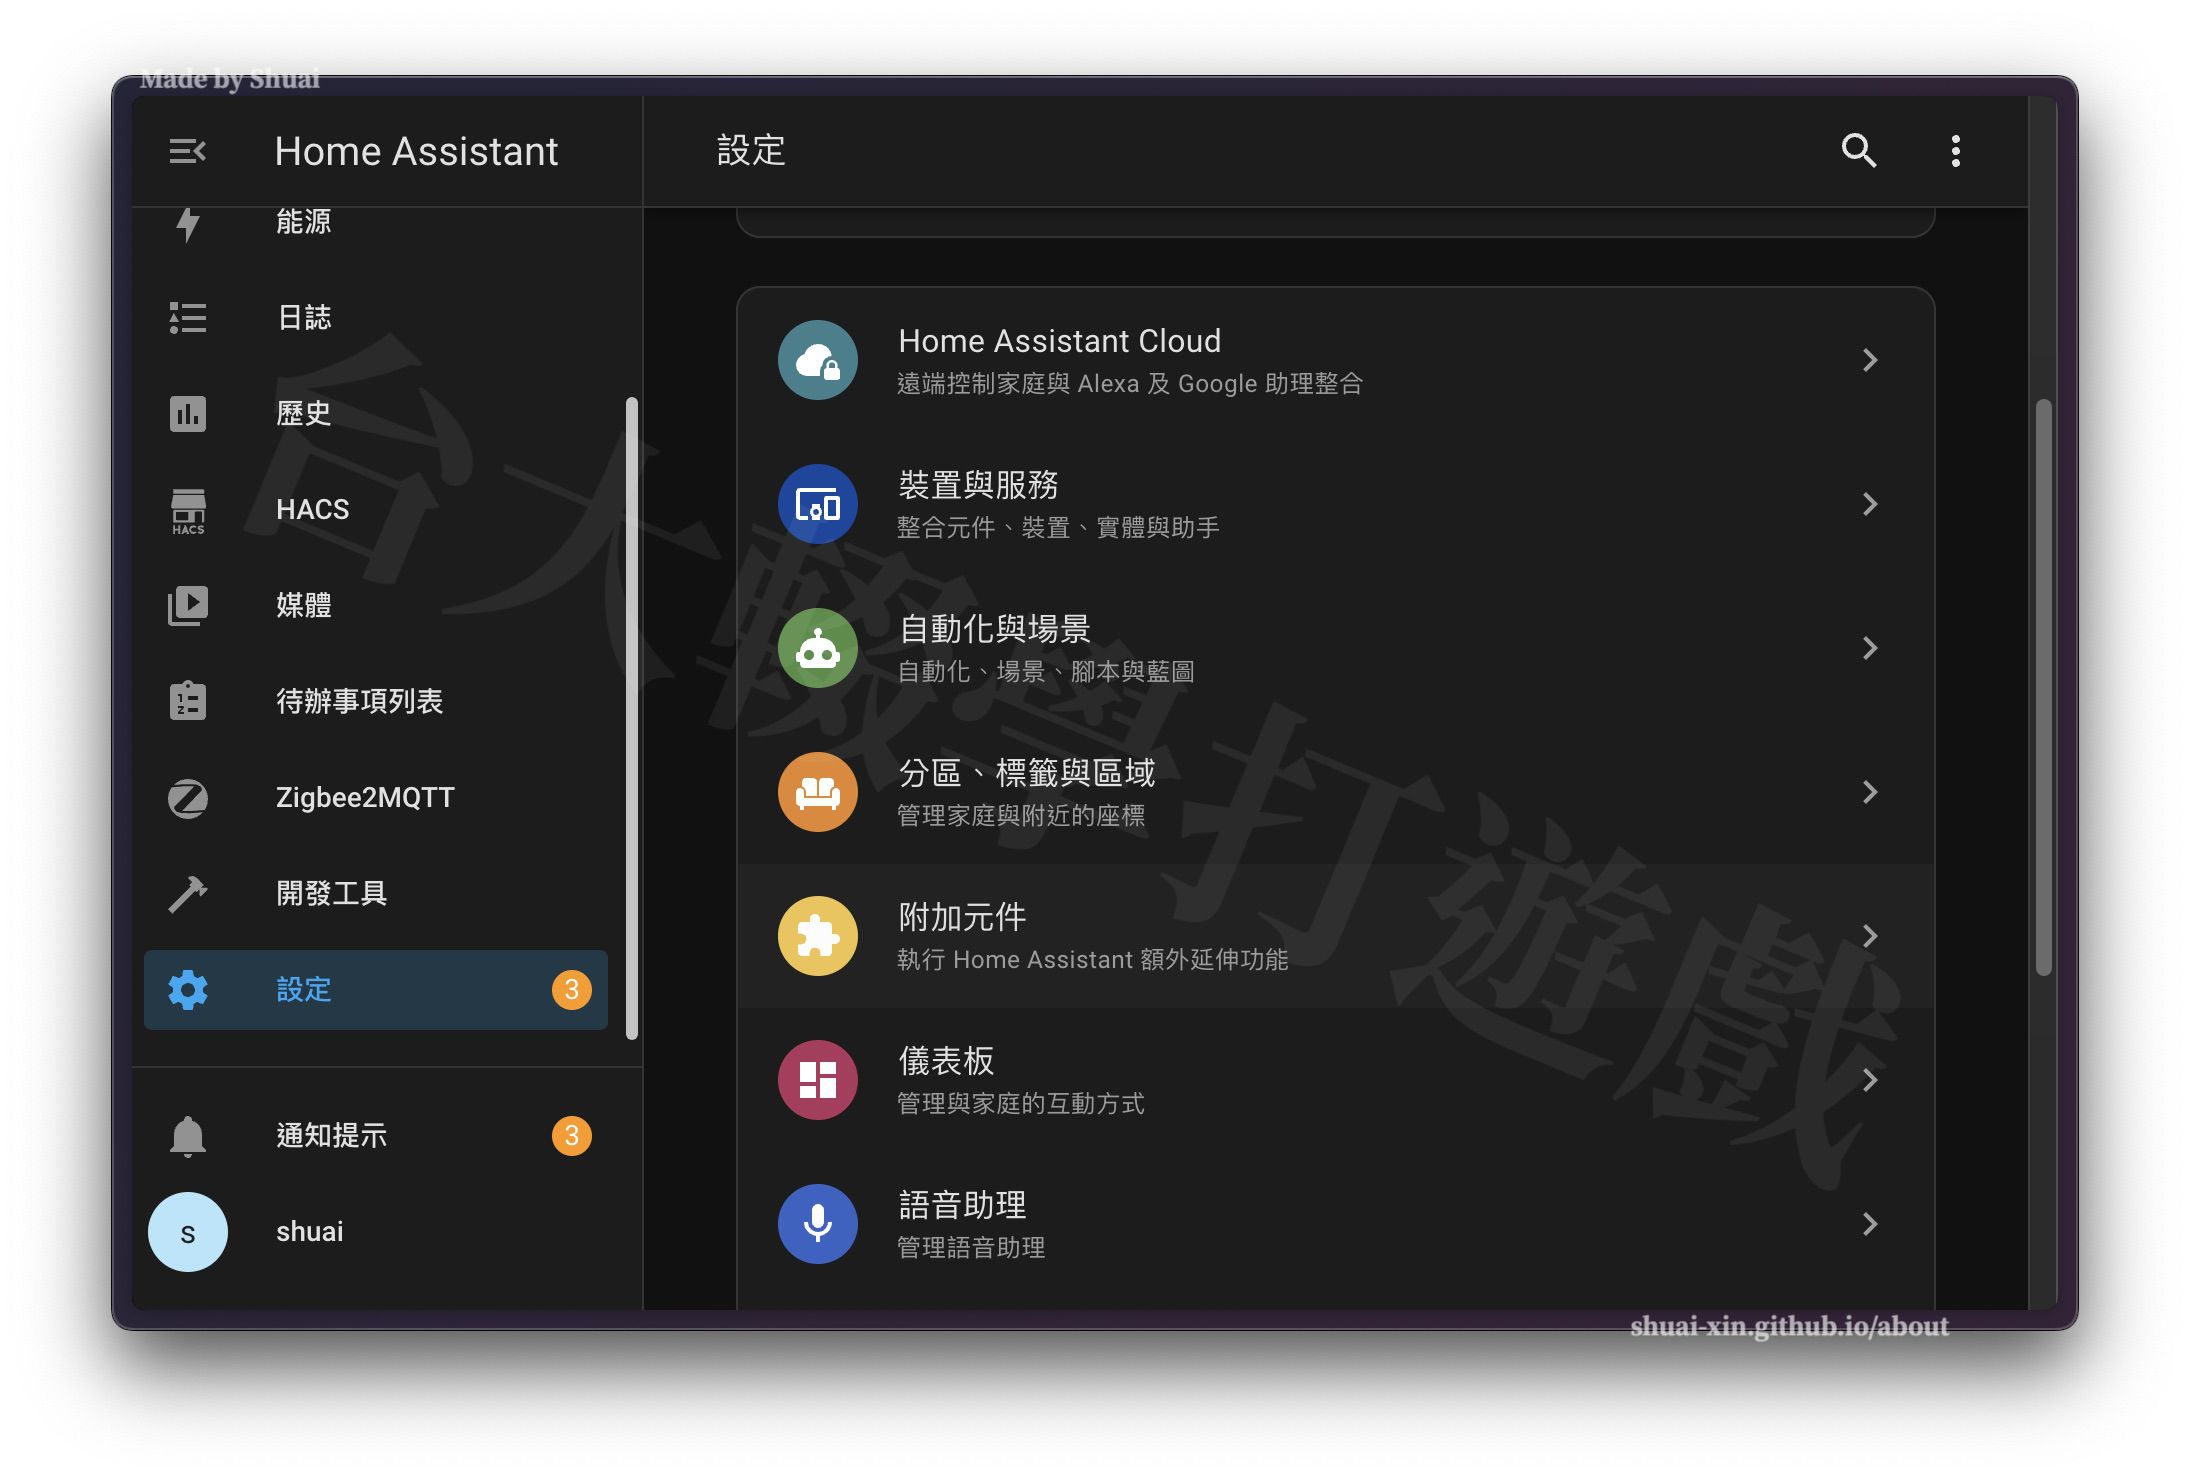 Made by Shuai
Home Assistant
設定
能源
日誌
歷史
HACS
HACS
媒體
待辦事項列表
Zigbee2MQTT
開發工具
設定
3
通知提示
3
s
shuai
Home Assistant Cloud
遠端控制家庭與 Alexa 及 Google 助理整合
裝置與服務
整合元件、裝置、實體與助手
自動化與場景
自動化、場景、腳本與藍圖
分區、標籤與區域
管理家庭與附近的座標
附加元件
執行 Home Assistant 額外延伸功能
儀表板
管理與家庭的互動方式
語音助理
管理語音助理
shuai-xin.github.io/about